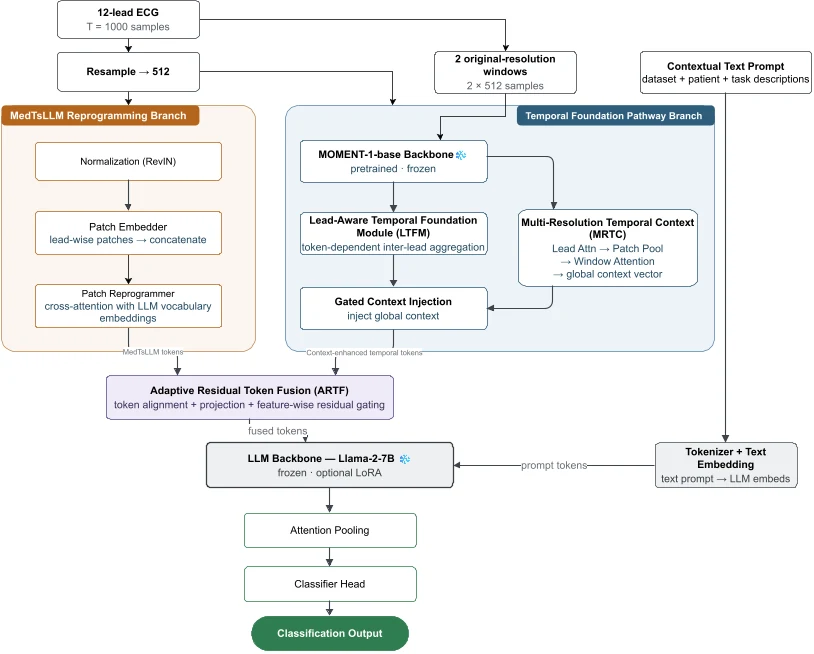 12-lead ECG
T = 1000 samples
Resample → 512
2 original-resolution
windows
2 × 512 samples
Contextual Text Prompt
dataset + patient + task descriptions
MedTsLLM Reprogramming Branch
Normalization (RevIN)
Patch Embedder
lead-wise patches → concatenate
Patch Reprogrammer
cross-attention with LLM vocabulary
embeddings
MedTsLLM tokens
Temporal Foundation Pathway Branch
MOMENT-1-base Backbone
pretrained · frozen
Lead-Aware Temporal Foundation
Module (LTFM)
token-dependent inter-lead aggregation
Multi-Resolution Temporal Context
(MRTC)
Lead Attn → Patch Pool
→ Window Attention
→ global context vector
Gated Context Injection
inject global context
Context-enhanced temporal tokens
Adaptive Residual Token Fusion (ARTF)
token alignment + projection + feature-wise residual gating
fused tokens
LLM Backbone — Llama-2-7B
frozen · optional LoRA
prompt tokens
Tokenizer + Text
Embedding
text prompt → LLM embeds
Attention Pooling
Classifier Head
Classification Output